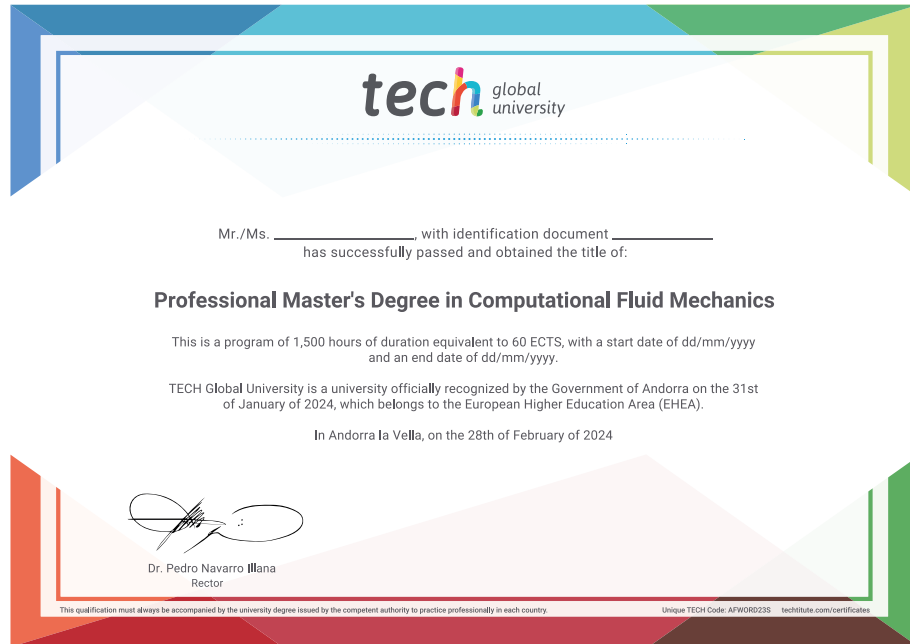 tech global university
Mr./Ms. ________________, with identification document ____________
has successfully passed and obtained the title of:
Professional Master's Degree in Computational Fluid Mechanics
This is a program of 1,500 hours of duration equivalent to 60 ECTS, with a start date of dd/mm/yyyy
and an end date of dd/mm/yyyy.
TECH Global University is a university officially recognized by the Government of Andorra on the 31st
of January of 2024, which belongs to the European Higher Education Area (EHEA).
In Andorra la Vella, on the 28th of February of 2024
Dr. Pedro Navarro Illana
Rector
This qualification must always be accompanied by the university degree issued by the competent authority to practice professionally in each country. Unique TECH Code: AFWORD23S techtitute.com/certificates